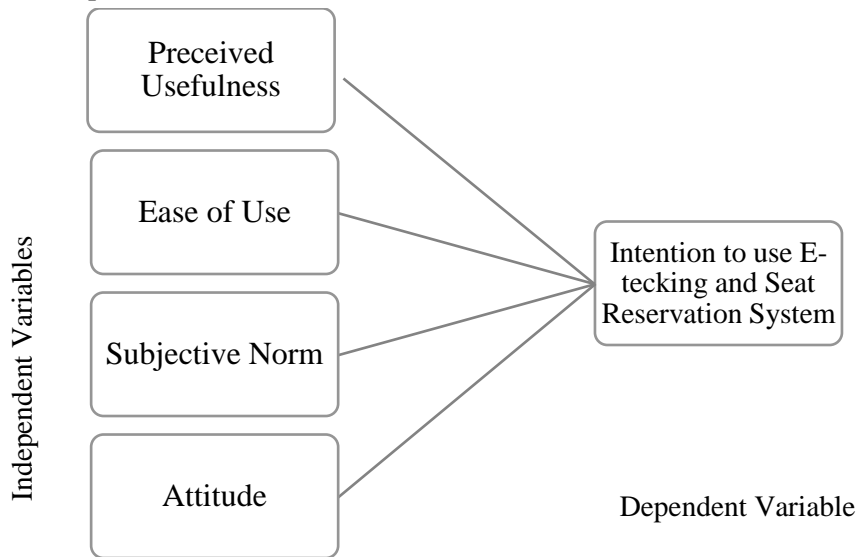 Preceived
Usefulness
Ease of Use
Subjective Norm
Attitude
Independent Variables
Intention to use E-
tecking and Seat
Reservation System
Dependent Variable